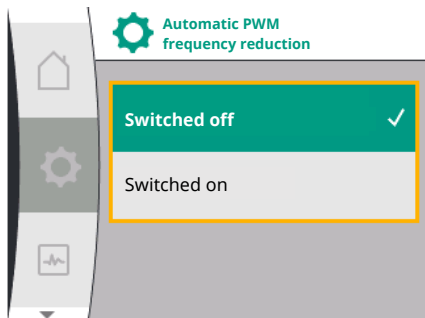 Automatic PWM
frequency reduction
Switched off
Switched on